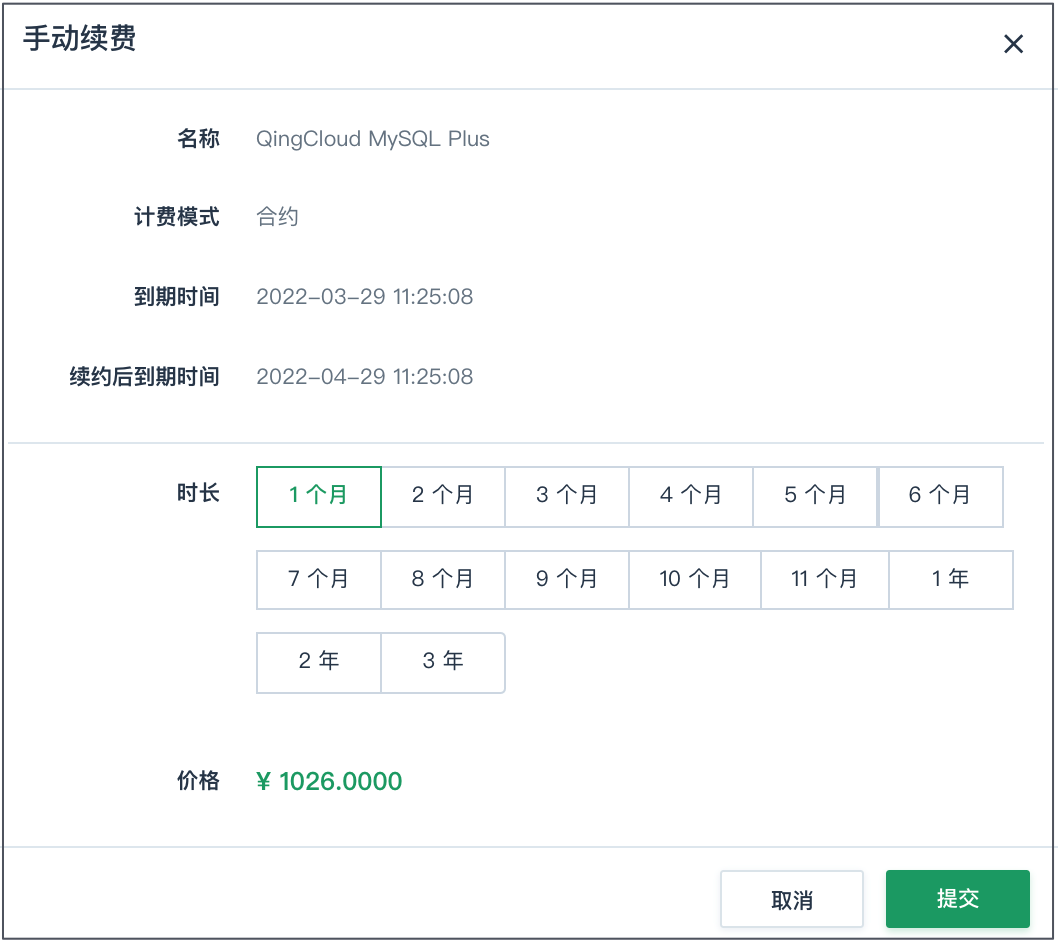 手动续费
名称 QingCloud MySQL Plus
计费模式 合约
到期时间 2022-03-29 11:25:08
续约后到期时间 2022-04-29 11:25:08
时长 1 个月 2 个月 3 个月 4 个月 5 个月 6 个月
7 个月 8 个月 9 个月 10 个月 11 个月 1 年
2 年 3 年
价格 ¥ 1026.0000
取消 提交